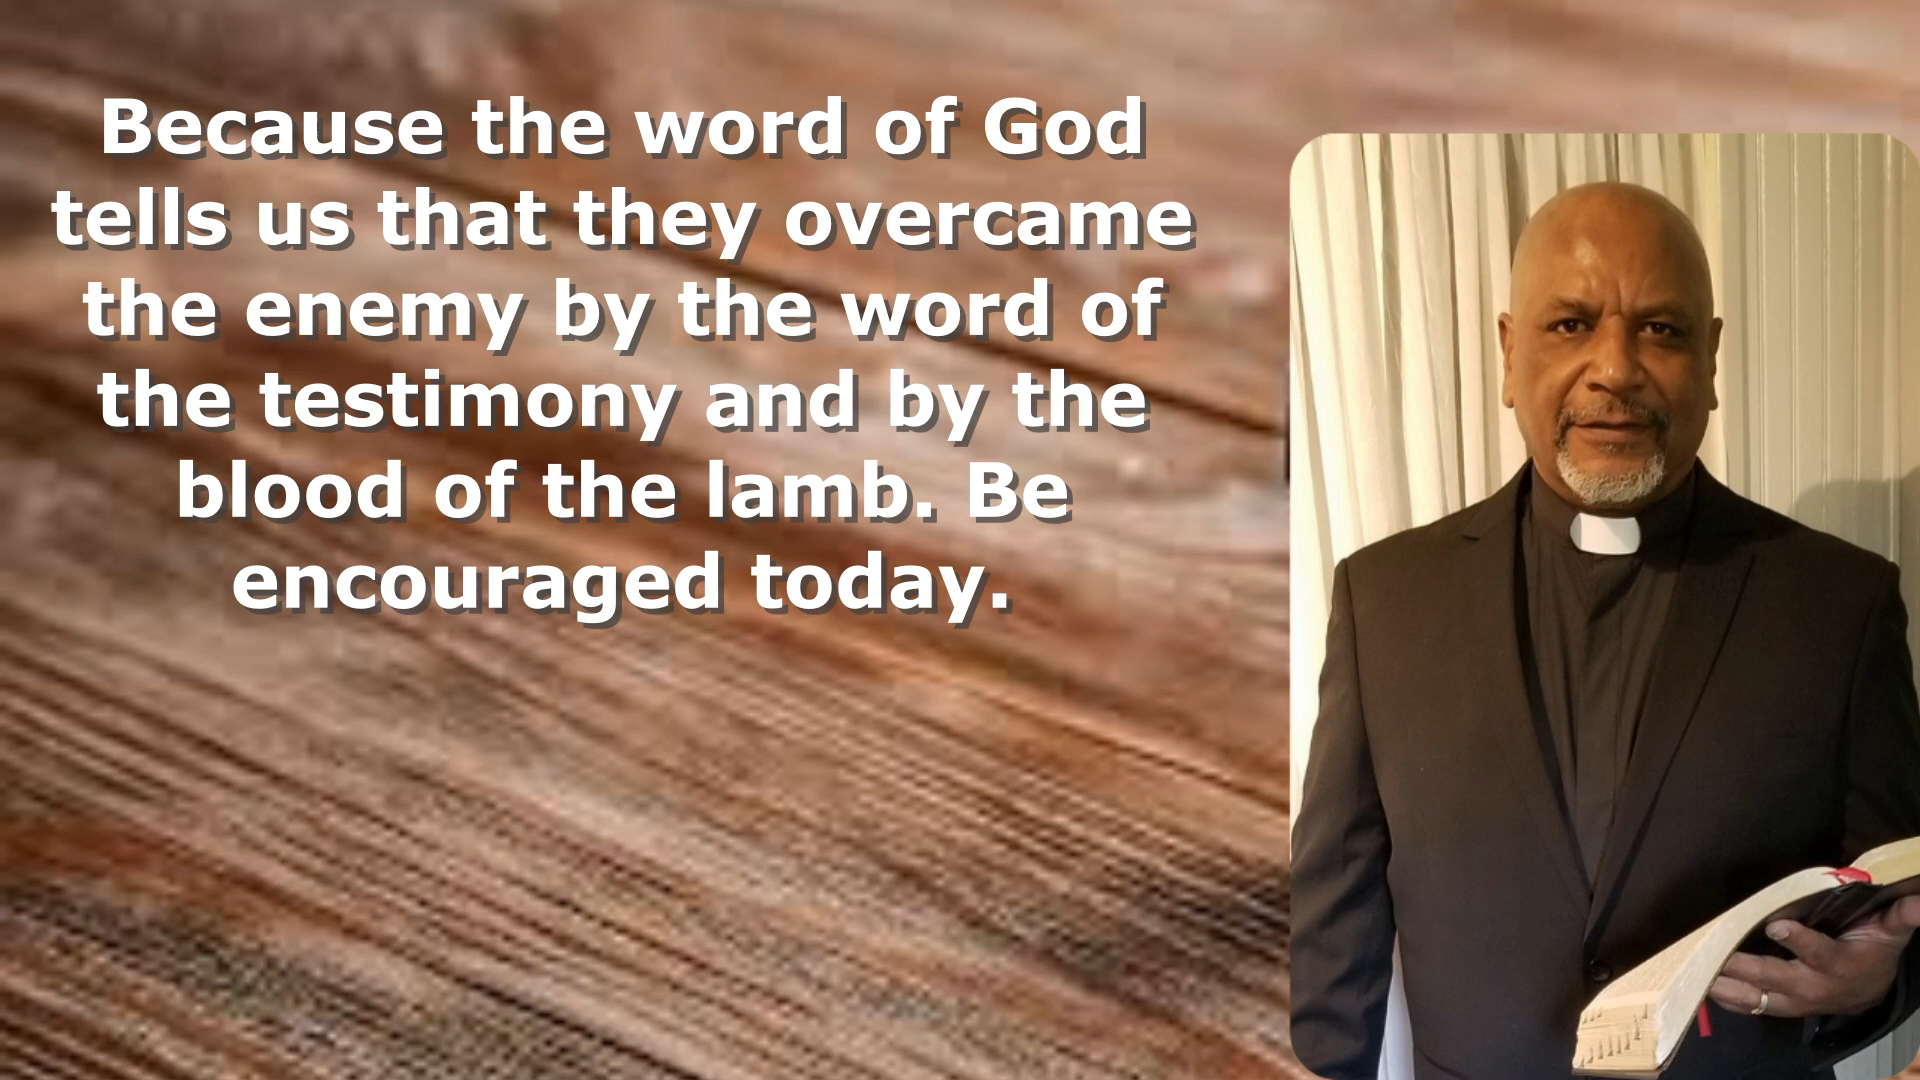 Because the word of God
tells us that they overcame
the enemy by the word of
the testimony and by the
blood of the lamb. Be
encouraged today.